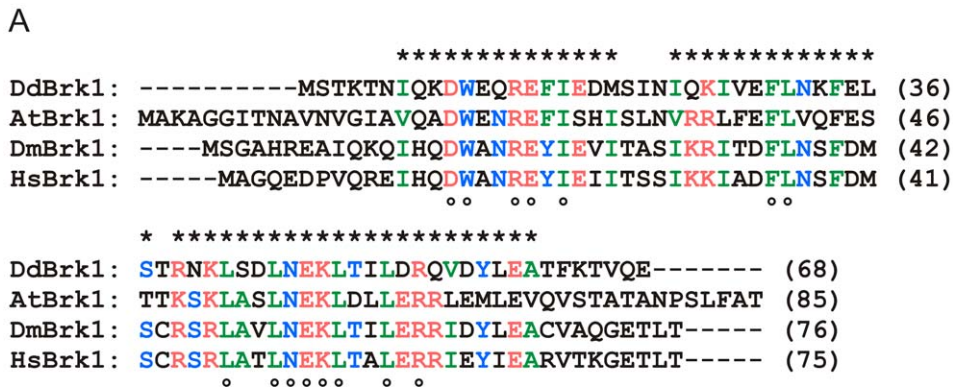 A
************** *************
DdBrk1: ----------MSTKTNIQKDWEQREFIEDMSINIQKIVEFLNKFEL (36)
AtBrk1: MAKAGGITNAVNVGIAVQADWENREFISHISLNVRRLFEFLVQFES (46)
DmBrk1: ----MSGAHREAIQKQIHQDWANREYIEVITASIKRITDFLNSFDM (42)
HsBrk1: -----MAGQEDPVQREIHQDWANREYIEIITSSIKKIADFLNSFDM (41)
°° °° ° °°
* ***********************
DdBrk1: STRNKLSDLNEKLTILDRQVDYLEATFKTVQE------- (68)
AtBrk1: TTKSKLASLNEKLDLLERRLEMLEVQVSTATANPSLFAT (85)
DmBrk1: SCRSRLAVLNEKLTILERRIDYLEACVAQGETLT----- (76)
HsBrk1: SCRSRLATLNEKLTALERRIEYIEARVTKGETLT----- (75)
° °°°°° ° °